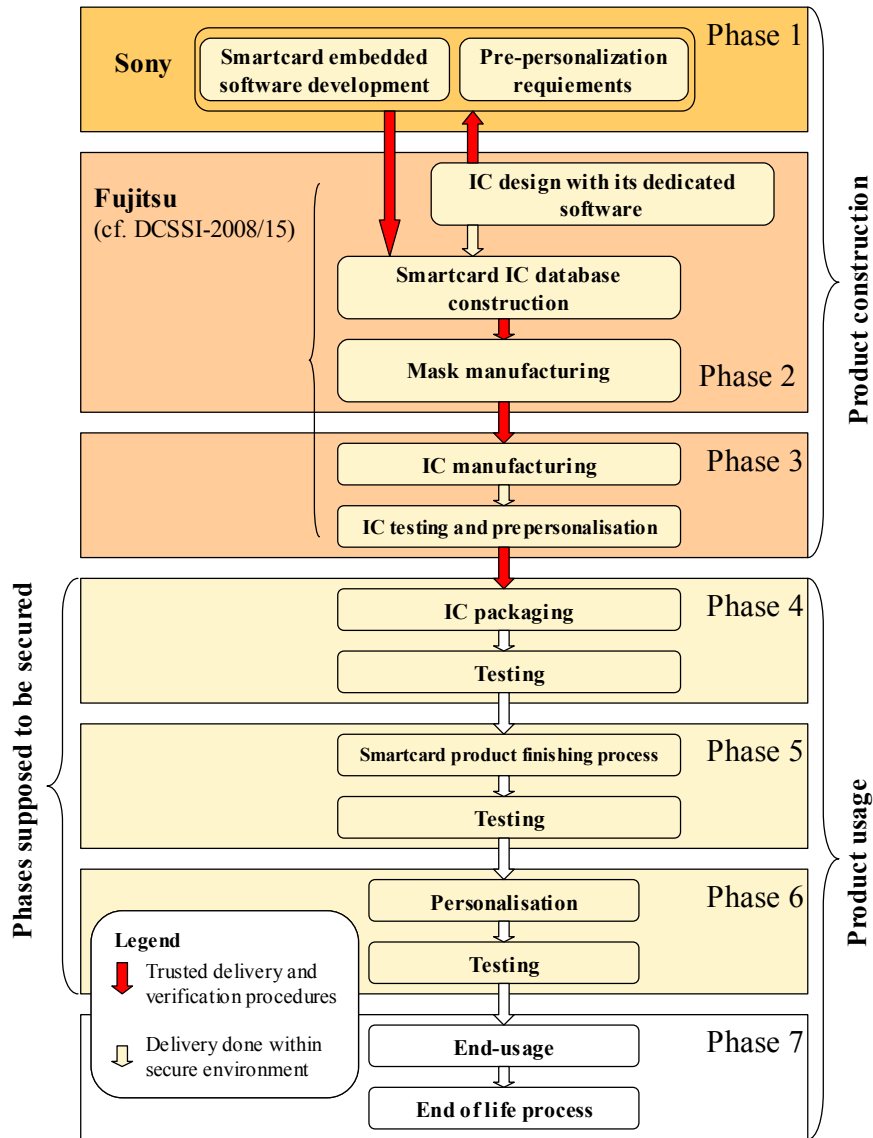 Phase 1
Sony
Smartcard embedded
software development
Pre-personalization
requiements
Fujitsu
(cf. DCSSI-2008/15)
IC design with its dedicated
software
Smartcard IC database
construction
Mask manufacturing
Phase 2
Product construction
Phase 3
IC manufacturing
IC testing and prepersonalisation
Phases supposed to be secured
Phase 4
IC packaging
Testing
Phase 5
Smartcard product finishing process
Testing
Product usage
Phase 6
Personalisation
Testing
Legend
Trusted delivery and
verification procedures
Delivery done within
secure environment
Phase 7
End-usage
End of life process